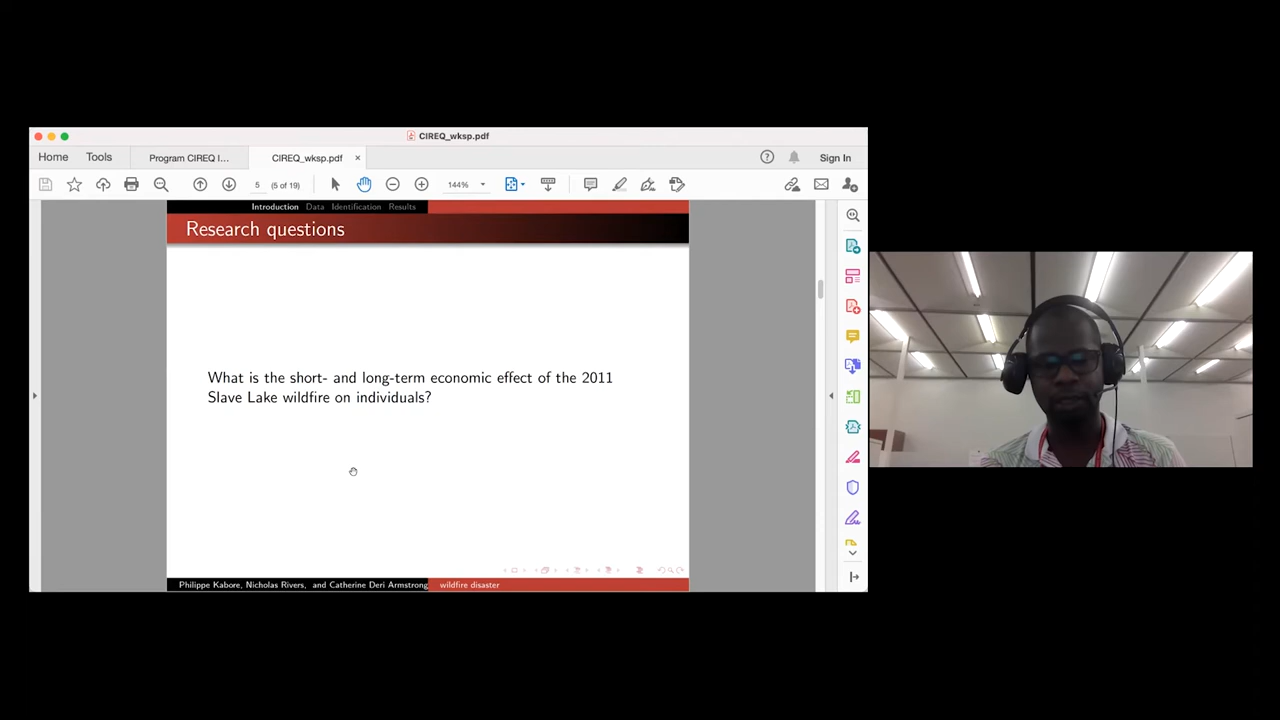 CIREQ_wksp.pdf
Home Tools Program CIREQ I... CIREQ_wksp.pdf × Sign In
5 (5 of 19) 144%
Introduction Data Identification Results
Research questions
What is the short- and long-term economic effect of the 2011
Slave Lake wildfire on individuals?
Philippe Kabore, Nicholas Rivers, and Catherine Deri Armstrong wildfire disaster